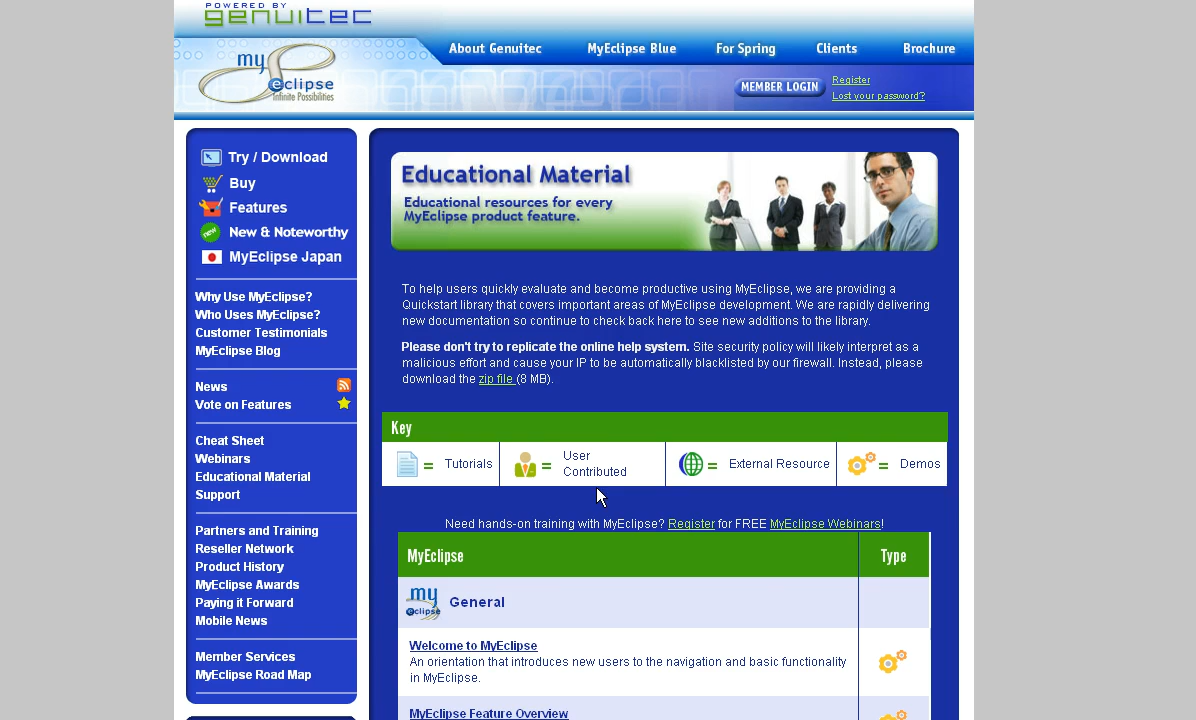 POWERED BY
genuitec
About Genuitec
MyEclipse Blue
For Spring
Clients
Brochure
my
eclipse
Infinite Possibilities
MEMBER LOGIN
Register
Lost your password?
Try / Download
Buy
Features
new
New & Noteworthy
MyEclipse Japan
Why Use MyEclipse?
Who Uses MyEclipse?
Customer Testimonials
MyEclipse Blog
News
Vote on Features
Cheat Sheet
Webinars
Educational Material
Support
Partners and Training
Reseller Network
Product History
MyEclipse Awards
Paying it Forward
Mobile News
Member Services
MyEclipse Road Map
Educational Material
Educational resources for every
MyEclipse product feature.
To help users quickly evaluate and become productive using MyEclipse, we are providing a
Quickstart library that covers important areas of MyEclipse development. We are rapidly delivering
new documentation so continue to check back here to see new additions to the library.
Please don't try to replicate the online help system. Site security policy will likely interpret as a
malicious effort and cause your IP to be automatically blacklisted by our firewall. Instead, please
download the zip file (8 MB).
Key
= Tutorials
= User
Contributed
= External Resource
= Demos
Need hands-on training with MyEclipse? Register for FREE MyEclipse Webinars!
MyEclipse
Type
my
eclipse
General
Welcome to MyEclipse
An orientation that introduces new users to the navigation and basic functionality
in MyEclipse.
MyEclipse Feature Overview